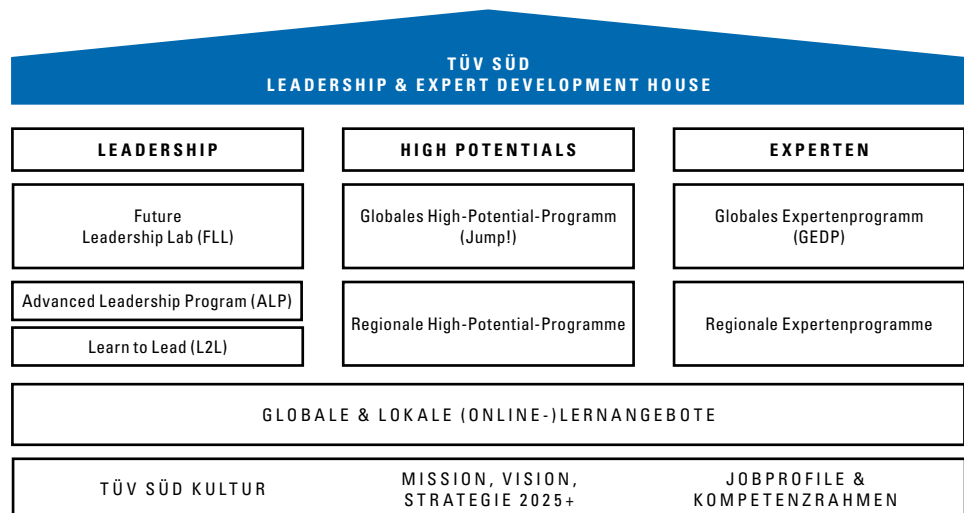 TÜV SÜD
LEADERSHIP & EXPERT DEVELOPMENT HOUSE
LEADERSHIP
HIGH POTENTIALS
EXPERTEN
Future
Leadership Lab (FLL)
Globales High-Potential-Programm
(Jump!)
Globales Expertenprogramm
(GEDP)
Advanced Leadership Program (ALP)
Learn to Lead (L2L)
Regionale High-Potential-Programme
Regionale Expertenprogramme
GLOBALE & LOKALE (ONLINE-)LERNANGEBOTE
TÜV SÜD KULTUR
MISSION, VISION,
STRATEGIE 2025+
JOBPROFILE &
KOMPETENZRAHMEN